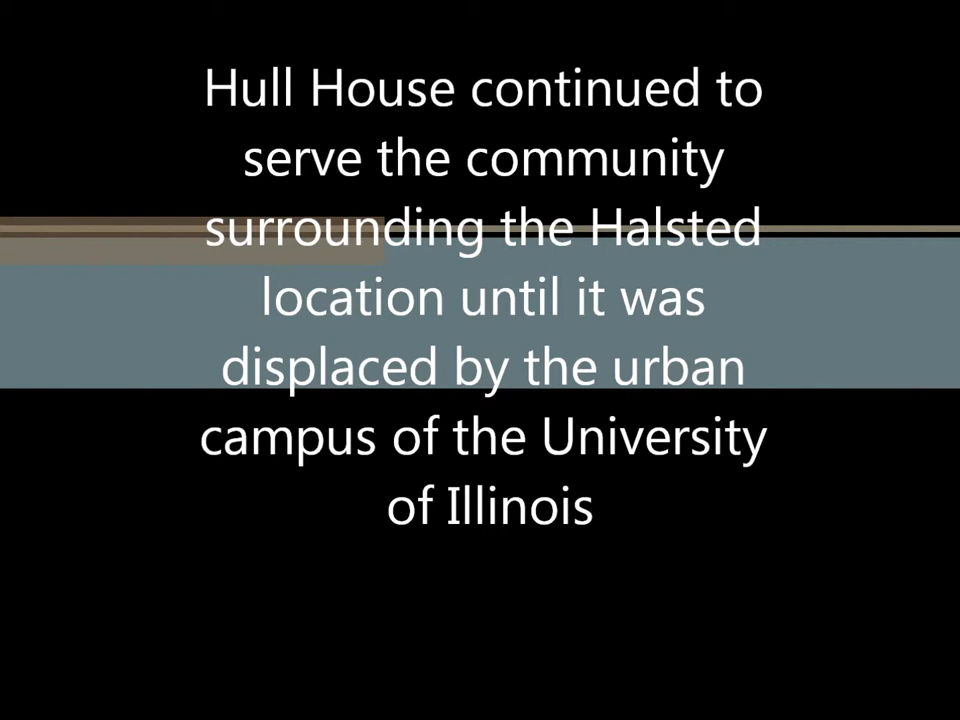 Hull House continued to
serve the community
surrounding the Halsted
location until it was
displaced by the urban
campus of the University
of Illinois